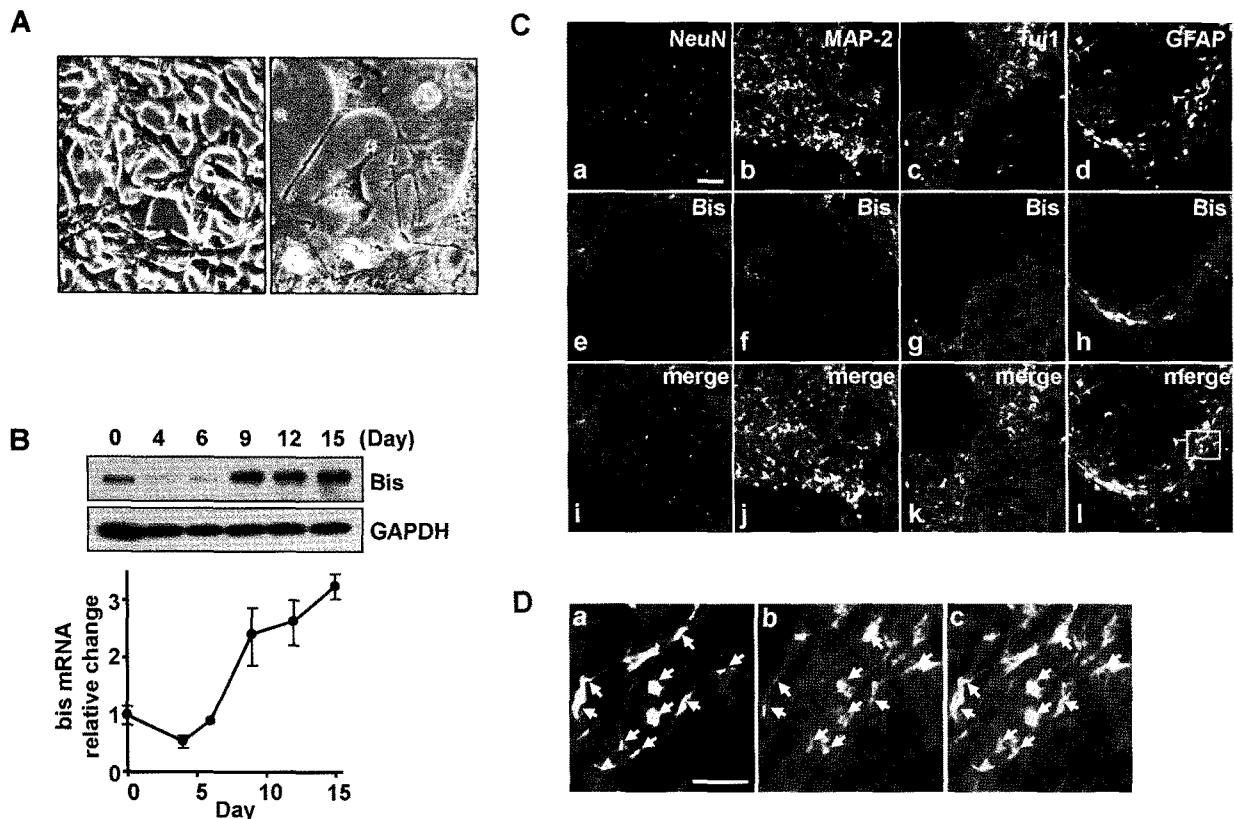 A
B
0 4 6 9 12 15 (Day)
Bis
GAPDH
bis mRNA
relative change
3
2
1
0
0 5 10 15
Day
C
NeuN MAP-2 Tuj1 GFAP
a b c d
Bis Bis Bis Bis
e f g h
merge merge merge merge
i j k l
D
a b c